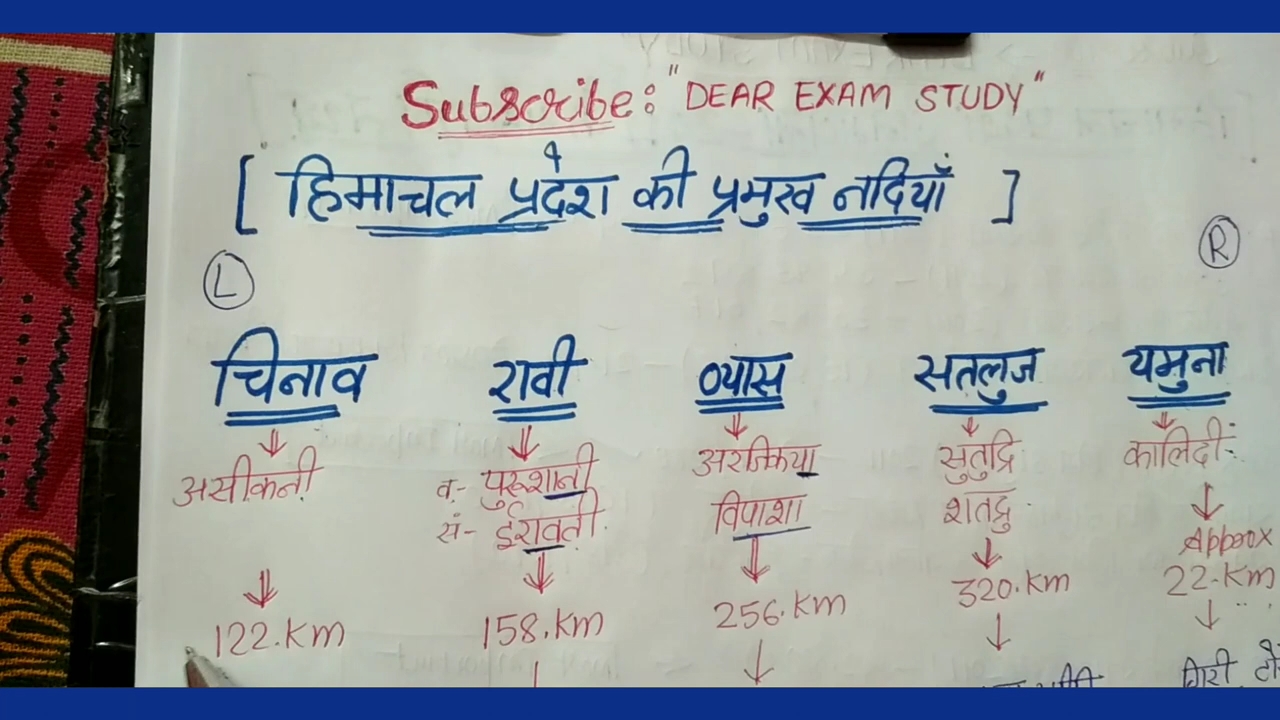 Subscribe: "DEAR EXAM STUDY"
[ हिमाचल प्रदेश की प्रमुख नदियाँ ]
L R
चिनाव रावी व्यास सतलुज यमुना
असीकनी व.- पुरूशानी अरजिकिया सुतुद्रि कालिदी:
सं- ईरावती विपाशा शतद्रु
122.Km 158.Km 256.Km 320.Km Approx 22.Km
गिरी